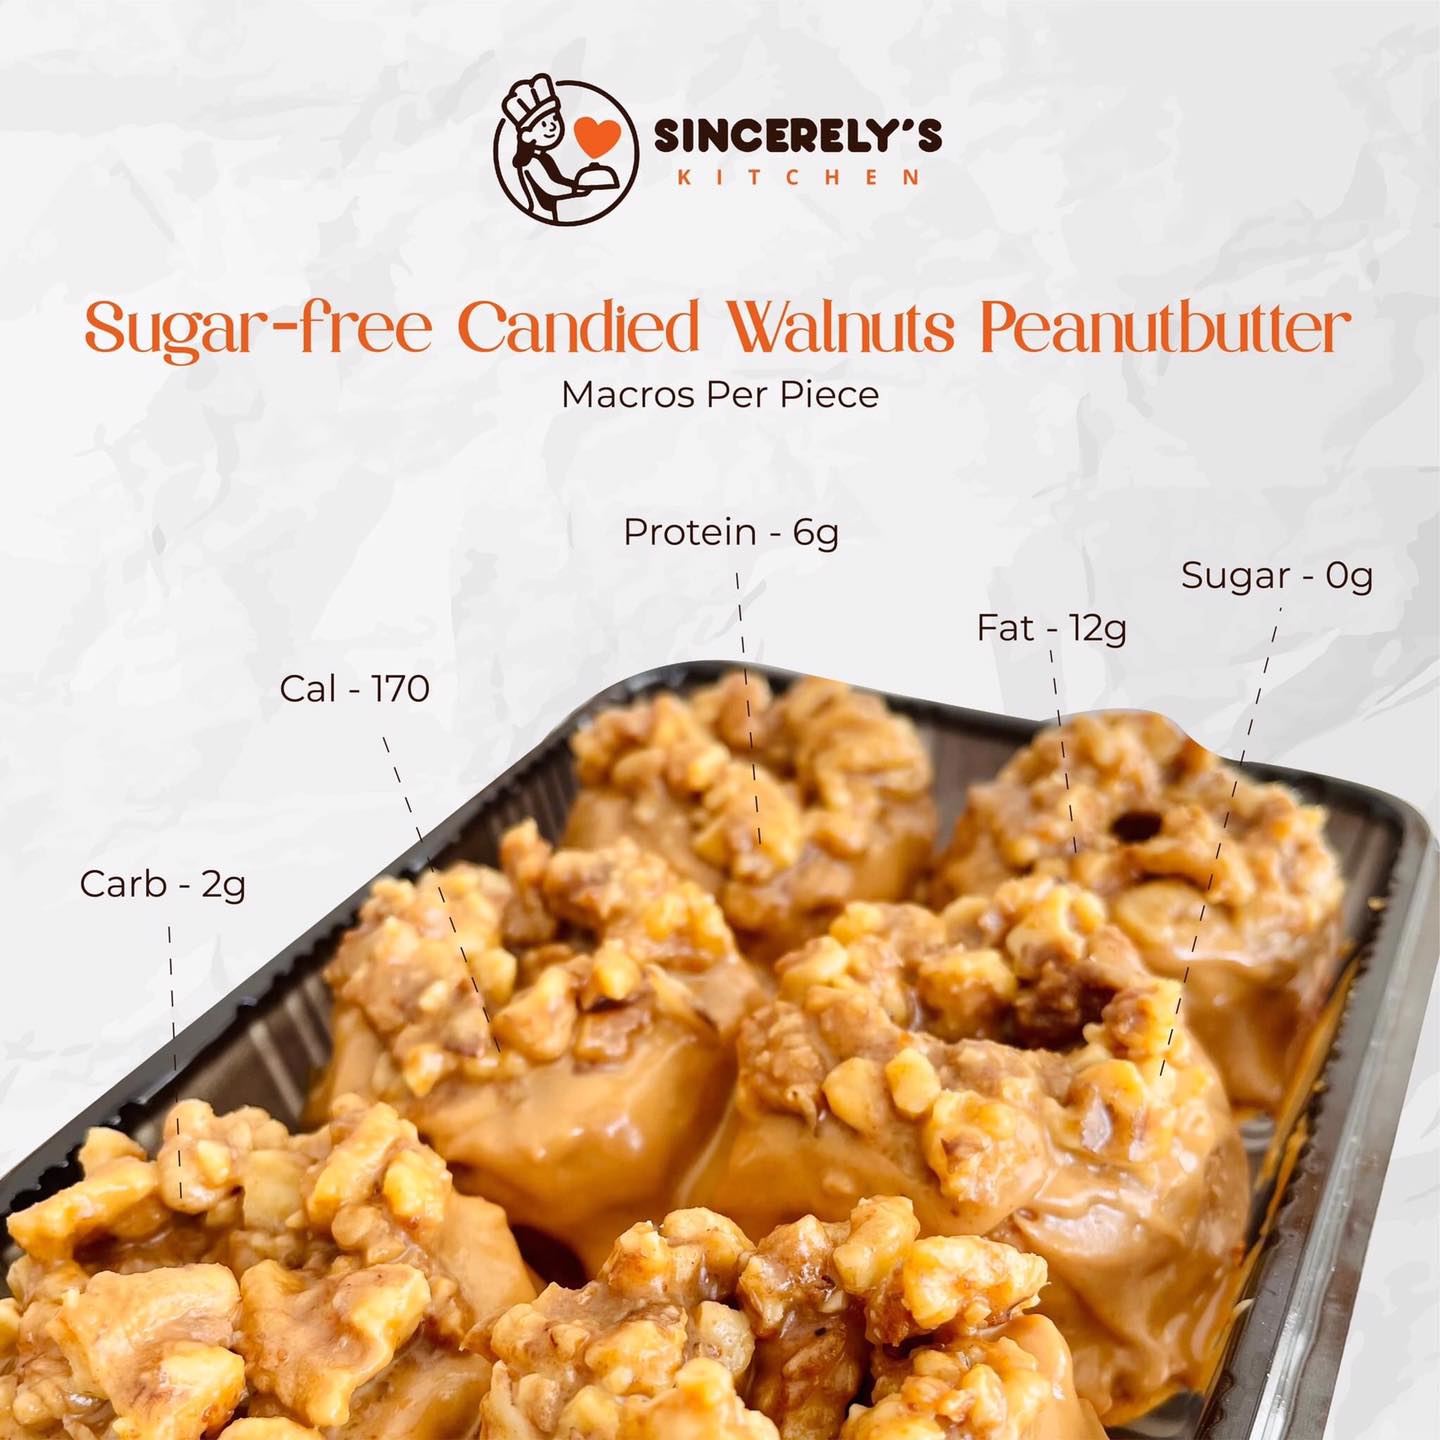 SINCERELY'S
KITCHEN
Sugar-free Candied Walnuts Peanutbutter
Macros Per Piece
Protein - 6g
Sugar - 0g
Fat - 12g
Cal - 170
Carb - 2g